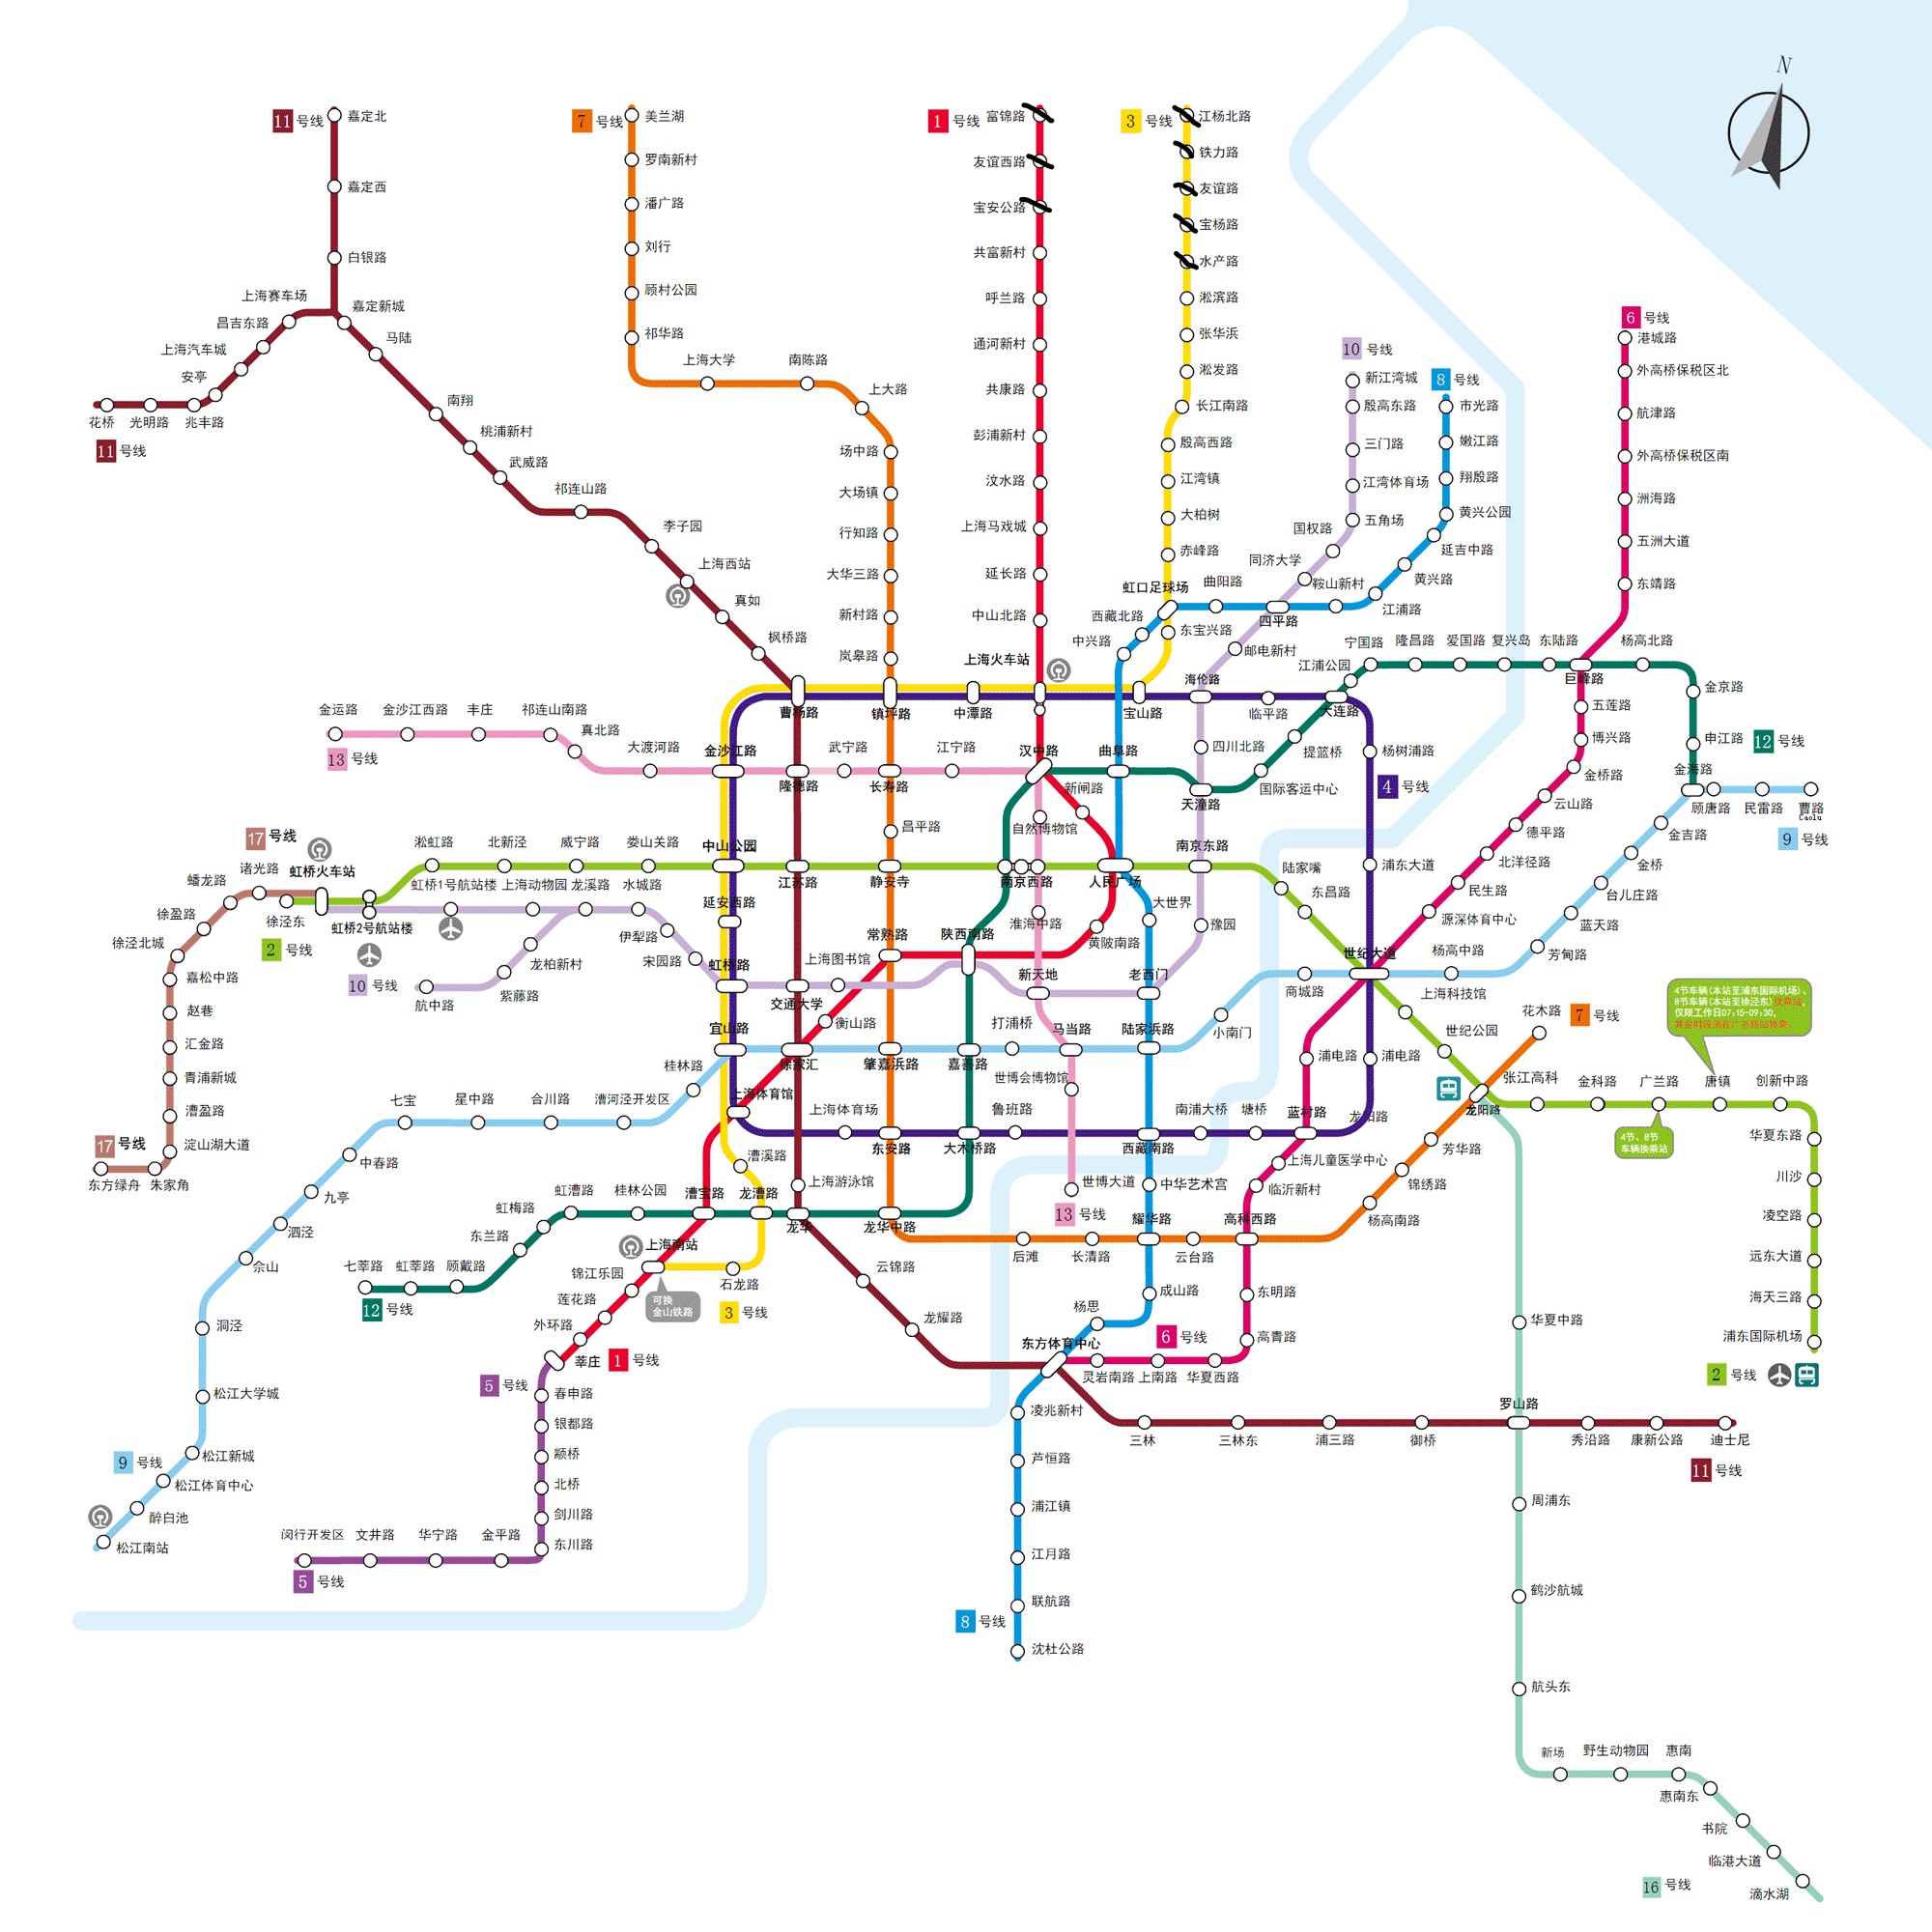 N
11 号线
嘉定北
嘉定西
白银路
上海赛车场
嘉定新城
昌吉东路
马陆
上海汽车城
安亭
花桥
光明路
兆丰路
11 号线
南翔
桃浦新村
武威路
祁连山路
李子园
上海西站
真如
枫桥路
7 号线
美兰湖
罗南新村
潘广路
刘行
顾村公园
祁华路
上海大学
南陈路
上大路
场中路
大场镇
行知路
大华三路
新村路
岚皋路
1 号线
富锦路
友谊西路
宝安公路
共富新村
呼兰路
通河新村
共康路
彭浦新村
汶水路
上海马戏城
延长路
中山北路
上海火车站
3 号线
江杨北路
铁力路
友谊路
宝杨路
水产路
淞滨路
张华浜
淞发路
长江南路
殷高西路
江湾镇
大柏树
赤峰路
虹口足球场
东宝兴路
西藏北路
中兴路
10 号线
新江湾城
殷高东路
三门路
江湾体育场
五角场
国权路
同济大学
8 号线
市光路
嫩江路
翔殷路
黄兴公园
延吉中路
黄兴路
江浦路
鞍山新村
曲阳路
四平路
邮电新村
海伦路
6 号线
港城路
外高桥保税区北
航津路
外高桥保税区南
洲海路
五洲大道
东靖路
江浦公园
宁国路
隆昌路
爱国路
复兴岛
东陆路
巨峰路
杨高北路
金京路
申江路
12 号线
金海路
顾唐路
民雷路
曹路
Caolu
9 号线
五莲路
博兴路
金桥路
云山路
德平路
北洋径路
民生路
源深体育中心
金吉路
金桥
台儿庄路
蓝天路
芳甸路
杨高中路
曹杨路
镇坪路
中潭路
宝山路
临平路
大连路
杨树浦路
4 号线
提篮桥
国际客运中心
天潼路
四川北路
浦东大道
金运路
金沙江西路
丰庄
祁连山南路
真北路
13 号线
大渡河路
金沙江路
隆德路
武宁路
长寿路
江宁路
汉中路
曲阜路
新闸路
自然博物馆
昌平路
17 号线
诸光路
虹桥火车站
蟠龙路
徐盈路
徐泾北城
嘉松中路
赵巷
汇金路
青浦新城
漕盈路
淀山湖大道
17 号线
东方绿舟
朱家角
徐泾东
2 号线
虹桥2号航站楼
淞虹路
北新泾
威宁路
娄山关路
中山公园
江苏路
静安寺
南京西路
人民广场
南京东路
陆家嘴
东昌路
虹桥1号航站楼
上海动物园
龙溪路
水城路
伊犁路
宋园路
龙柏新村
紫藤路
航中路
10 号线
延安西路
虹桥路
交通大学
上海图书馆
常熟路
陕西南路
淮海中路
黄陂南路
大世界
豫园
新天地
老西门
衡山路
宜山路
徐家汇
肇嘉浜路
嘉善路
打浦桥
马当路
陆家浜路
小南门
商城路
世纪大道
上海科技馆
世纪公园
花木路
7 号线
4节车辆(本站至浦东国际机场)、
8节车辆(本站至徐泾东)换乘站,
仅限工作日07:15-09:30,
其余时段请在广兰路站换乘。
张江高科
金科路
广兰路
唐镇
创新中路
4节、8节
车辆换乘站
华夏东路
川沙
凌空路
远东大道
海天三路
浦东国际机场
2 号线
龙阳路
芳华路
锦绣路
杨高南路
浦电路
浦电路
桂林路
漕河泾开发区
合川路
星中路
七宝
中春路
九亭
泗泾
佘山
洞泾
松江大学城
松江新城
松江体育中心
醉白池
松江南站
9 号线
上海体育馆
上海体育场
东安路
大木桥路
鲁班路
世博会博物馆
西藏南路
南浦大桥
塘桥
蓝村路
上海儿童医学中心
临沂新村
漕溪路
上海游泳馆
世博大道
13 号线
中华艺术宫
虹漕路
桂林公园
漕宝路
龙漕路
龙华
龙华中路
虹梅路
东兰路
七莘路
虹莘路
顾戴路
12 号线
后滩
长清路
耀华路
云台路
高科西路
上海南站
可换
金山铁路
石龙路
3 号线
锦江乐园
莲花路
外环路
莘庄
1 号线
5 号线
春申路
银都路
颛桥
北桥
剑川路
东川路
金平路
华宁路
文井路
闵行开发区
5 号线
云锦路
龙耀路
东方体育中心
杨思
成山路
6 号线
东明路
高青路
灵岩南路
上南路
华夏西路
凌兆新村
芦恒路
浦江镇
江月路
联航路
沈杜公路
8 号线
三林
三林东
浦三路
御桥
罗山路
秀沿路
康新公路
迪士尼
11 号线
华夏中路
周浦东
鹤沙航城
航头东
新场
野生动物园
惠南
惠南东
书院
临港大道
滴水湖
16 号线